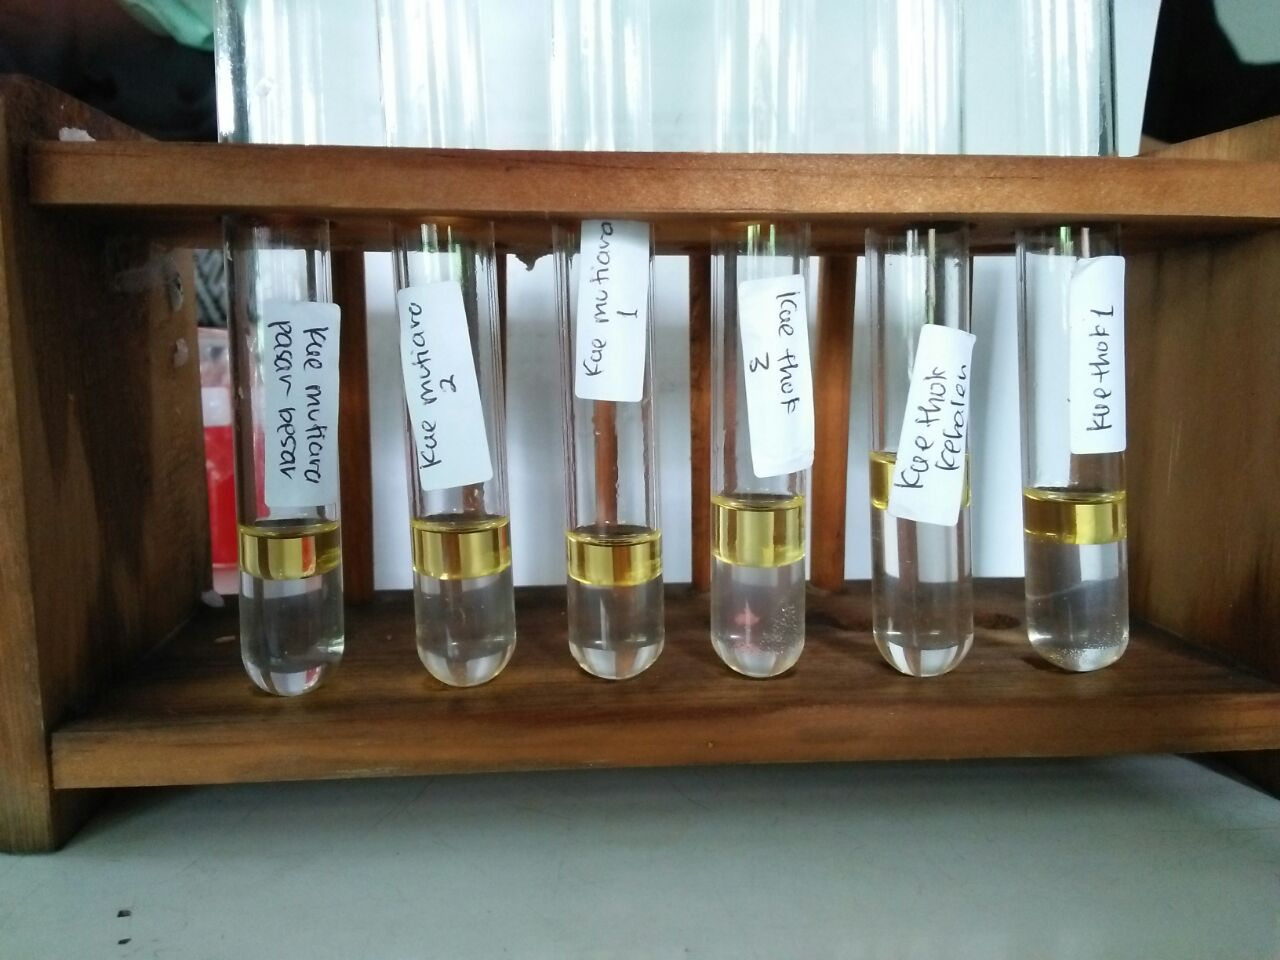 Kue mutiara
pasar besar
Kue mutiara
2
Kue mutiara
1
Kue thok
3
Kue thok
Kebalen
Kue thok 1